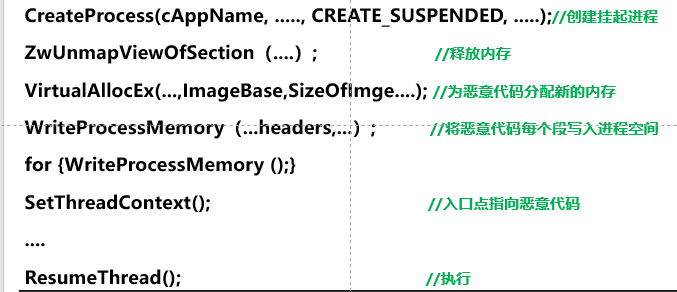 CreateProcess(cAppName, ....., CREATE_SUSPENDED, .....);//创建挂起进程
ZwUnmapViewOfSection（....）; //释放内存
VirtualAllocEx(...,ImageBase,SizeOfImge....); //为恶意代码分配新的内存
WriteProcessMemory（...headers,...）; //将恶意代码每个段写入进程空间
for {WriteProcessMemory ();}
SetThreadContext(); //入口点指向恶意代码
....
ResumeThread(); //执行